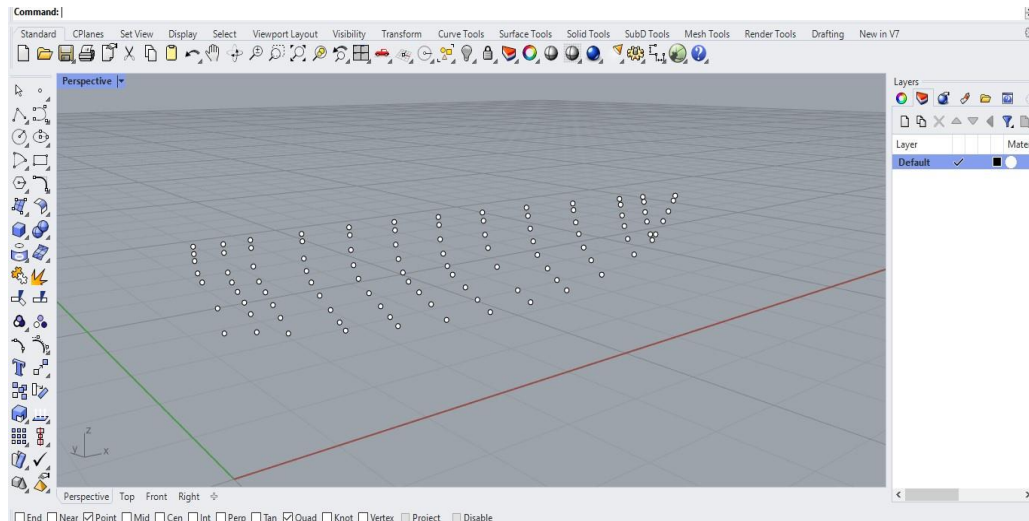 Command:
Standard CPlanes Set View Display Select Viewport Layout Visibility Transform Curve Tools Surface Tools Solid Tools SubD Tools Mesh Tools Render Tools Drafting New in V7
Perspective
Layers
Layer Mate
Default
z
y x
Perspective Top Front Right
End Near Point Mid Cen Int Perp Tan Quad Knot Vertex Project Disable